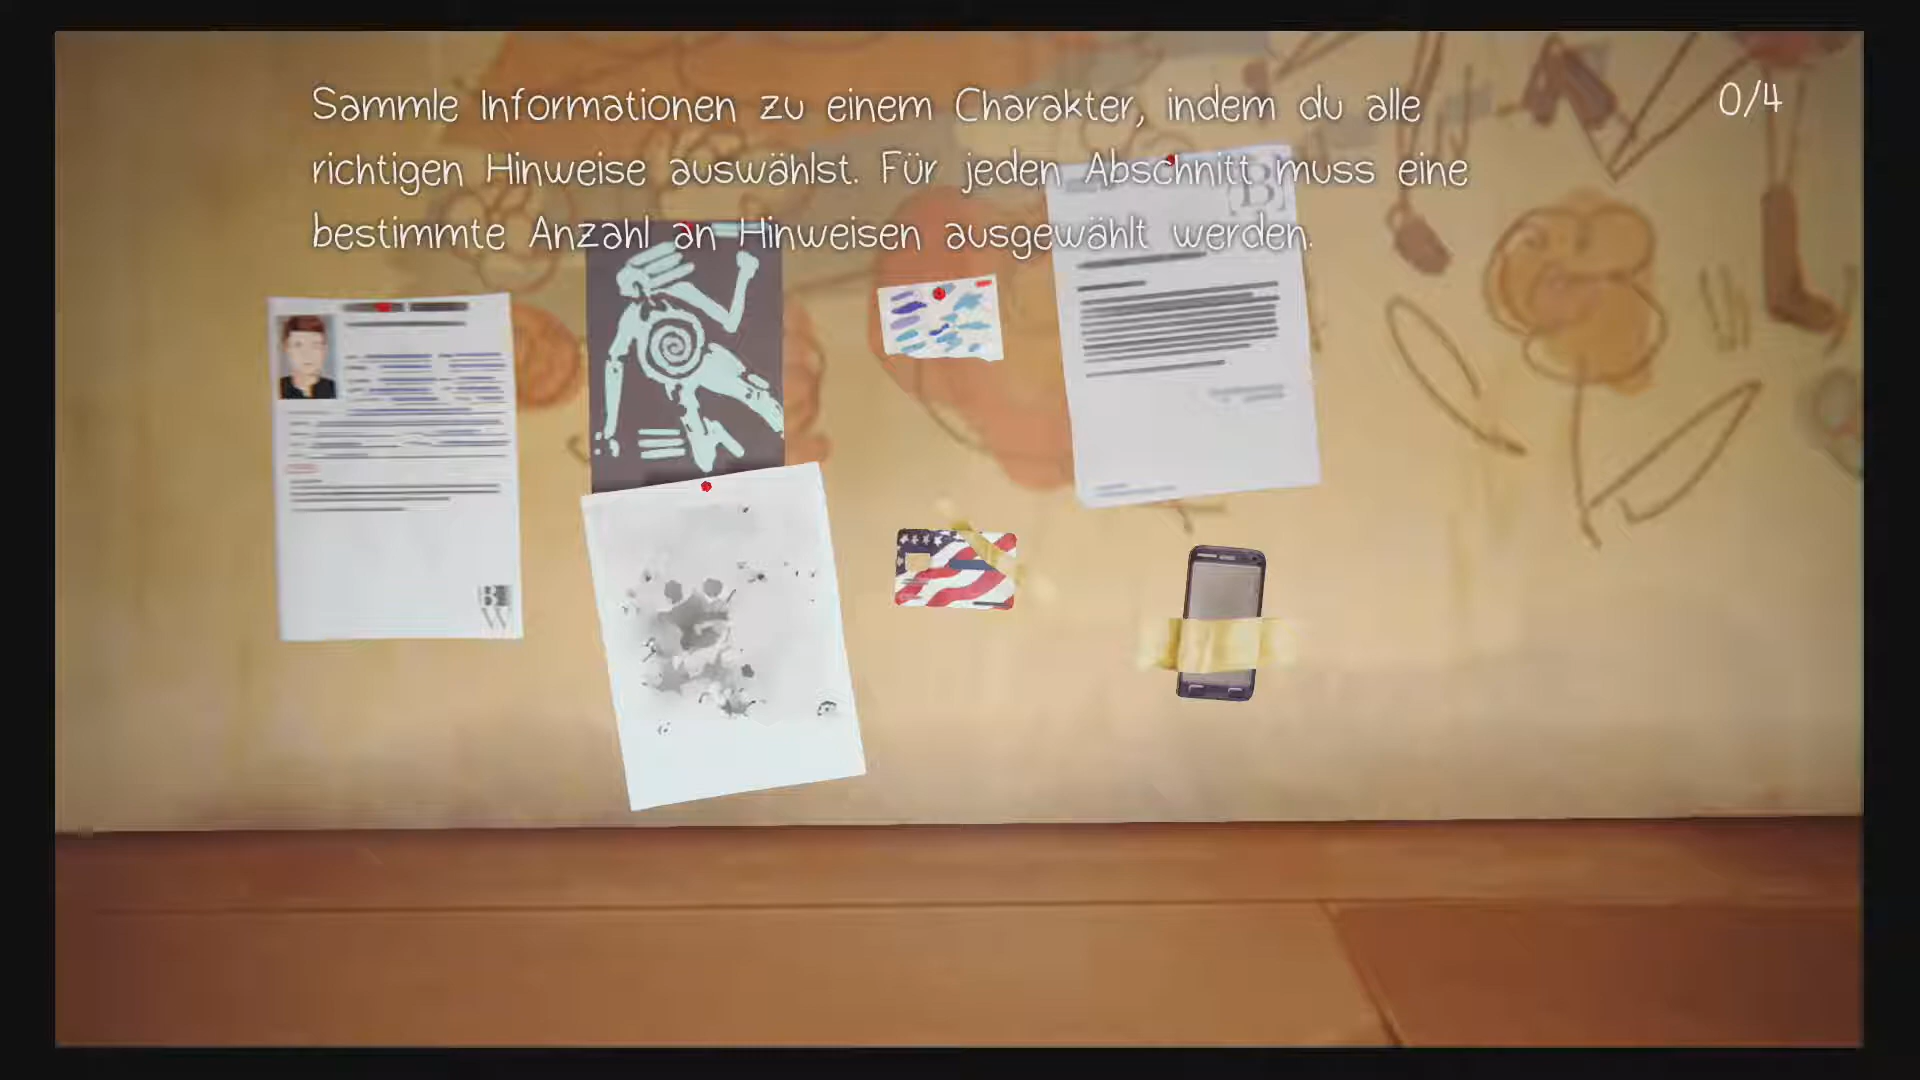 Sammle Informationen zu einem Charakter, indem du alle
0/4
richtigen Hinweise auswählst. Für jeden Abschnitt muss eine
[B]
bestimmte Anzahl an Hinweisen ausgewählt werden.